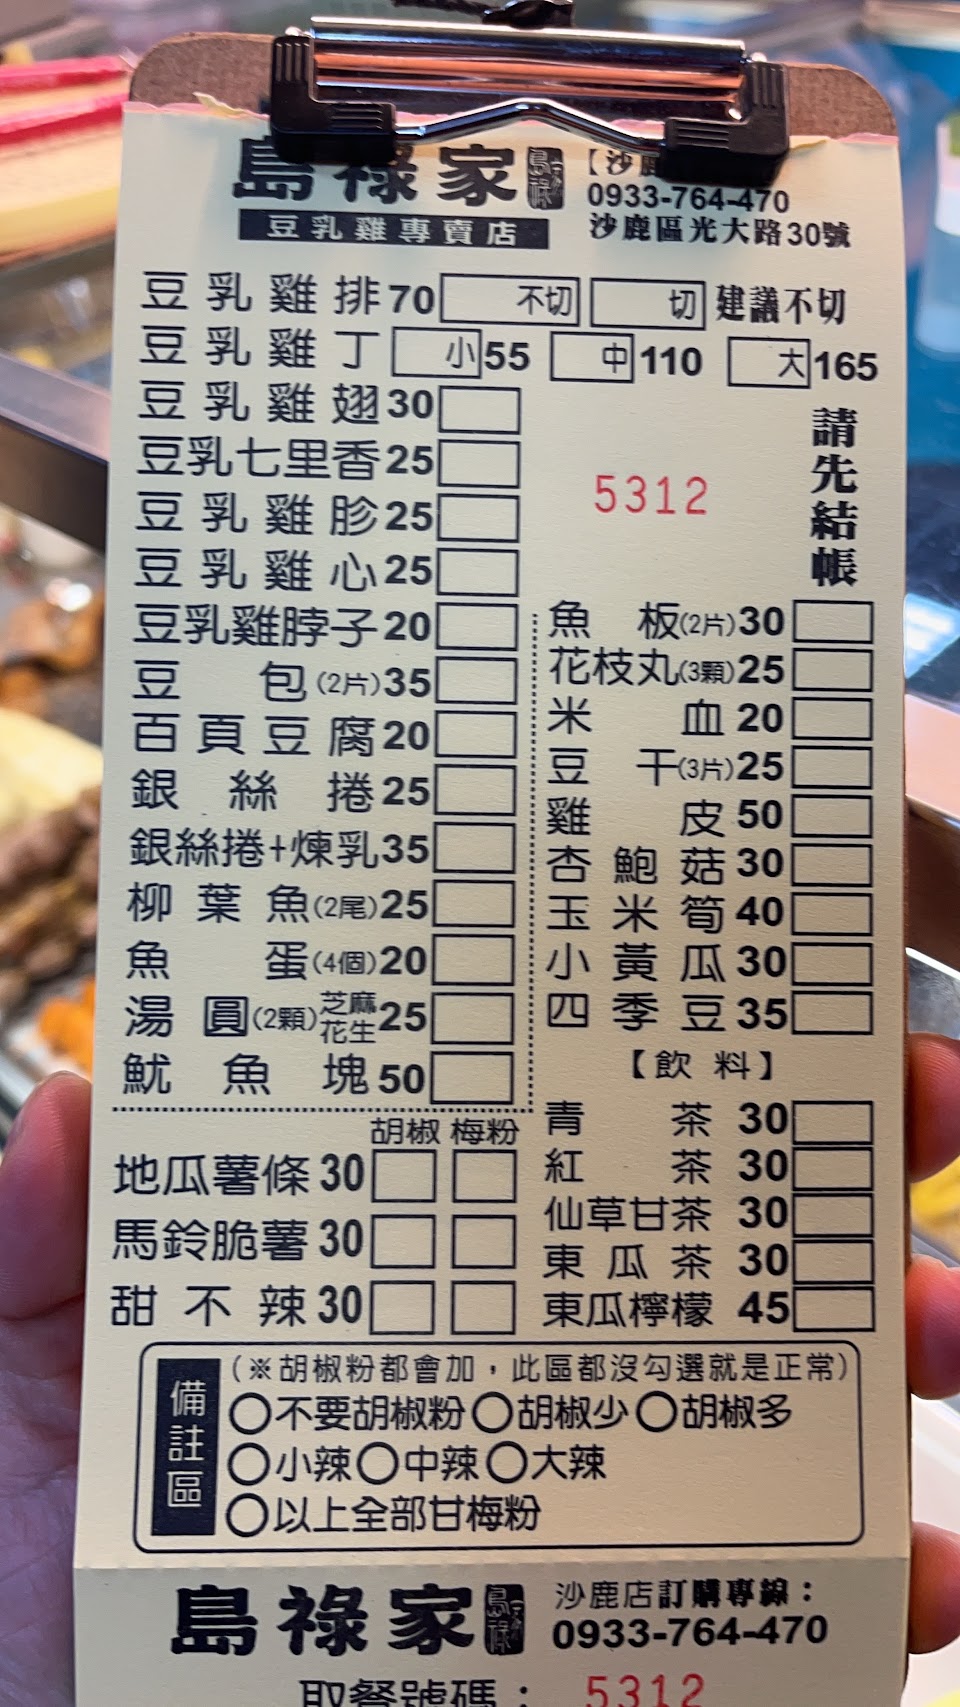 島祿家 島祿家
【沙鹿
0933-764-470
豆乳雞專賣店
沙鹿區光大路30號
豆乳雞排70 不切 切 建議不切
豆乳雞丁 小55 中110 大165
豆乳雞翅30
豆乳七里香25
豆乳雞胗25
豆乳雞心25
豆乳雞脖子20
豆包(2片)35
百頁豆腐20
銀絲捲25
銀絲捲+煉乳35
柳葉魚(2尾)25
魚蛋(4個)20
湯圓(2顆)芝麻花生25
魷魚塊50
請先結帳
5312
魚板(2片)30
花枝丸(3顆)25
米血20
豆干(3片)25
雞皮50
杏鮑菇30
玉米筍40
小黃瓜30
四季豆35
【飲料】
青茶30
紅茶30
仙草甘茶30
東瓜茶30
東瓜檸檬45
胡椒 梅粉
地瓜薯條30
馬鈴脆薯30
甜不辣30
備註區
(※胡椒粉都會加,此區都沒勾選就是正常)
○不要胡椒粉○胡椒少○胡椒多
○小辣○中辣○大辣
○以上全部甘梅粉
島祿家
沙鹿店訂購專線：
0933-764-470
取餐號碼：5312